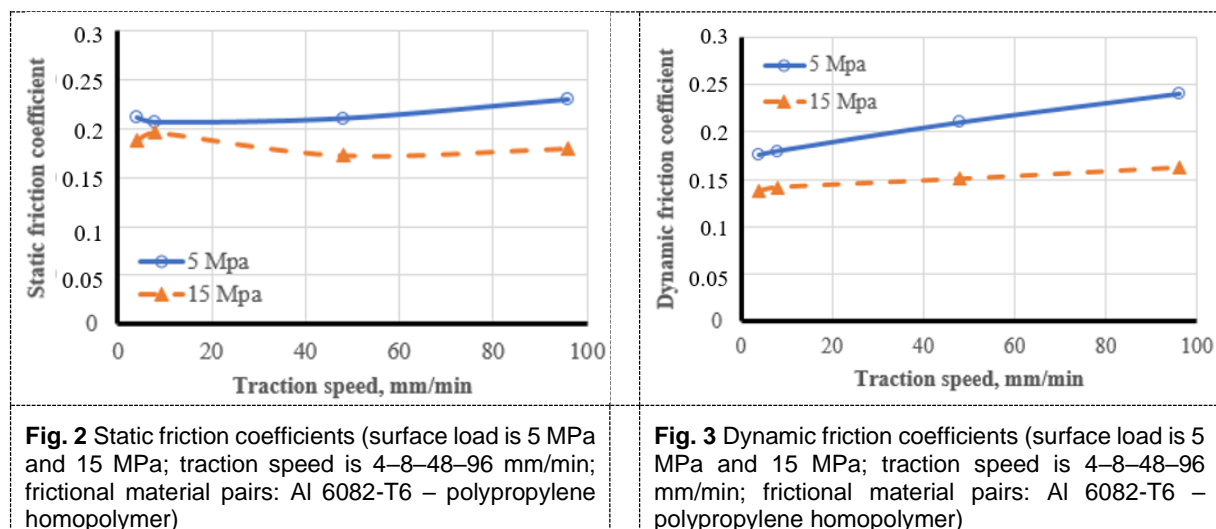 0.3
0.25
0.2
0.15
0.1
0.05
0
Static friction coefficient
5 Mpa
15 Mpa
0 20 40 60 80 100
Traction speed, mm/min
Fig. 2 Static friction coefficients (surface load is 5 MPa
and 15 MPa; traction speed is 4–8–48–96 mm/min;
frictional material pairs: Al 6082-T6 – polypropylene
homopolymer)
0.3
0.25
0.2
0.15
0.1
0.05
0
Dynamic friction coefficient
5 Mpa
15 Mpa
0 20 40 60 80 100
Traction speed, mm/min
Fig. 3 Dynamic friction coefficients (surface load is 5
MPa and 15 MPa; traction speed is 4–8–48–96
mm/min; frictional material pairs: Al 6082-T6 –
polypropylene homopolymer)